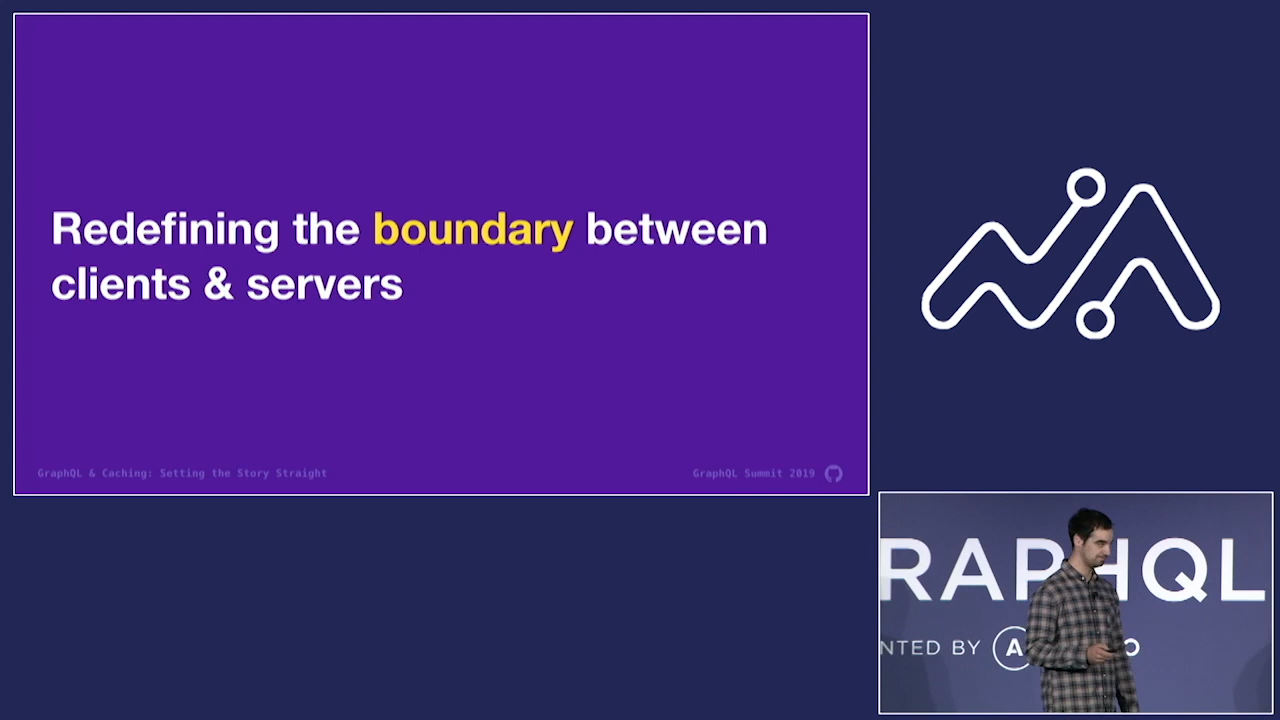 Redefining the boundary between
clients & servers
GraphQL & Caching: Setting the Story Straight
GraphQL Summit 2019
RAPHQL
NTED BY A O